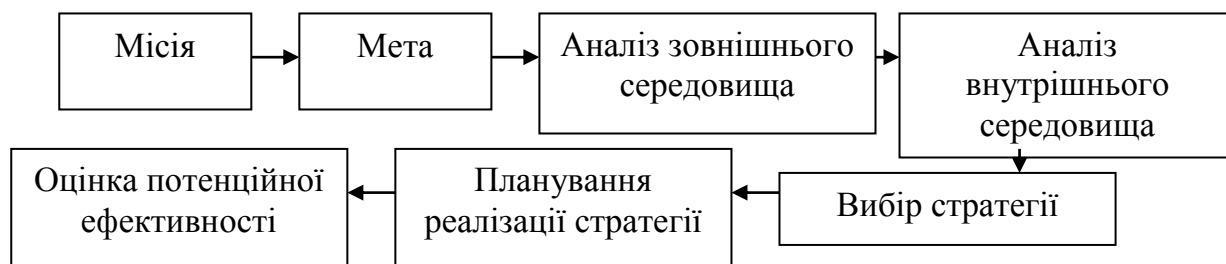 Місія
Мета
Аналіз зовнішнього
середовища
Аналіз
внутрішнього
середовища
Вибір стратегії
Планування
реалізації стратегії
Оцінка потенційної
ефективності